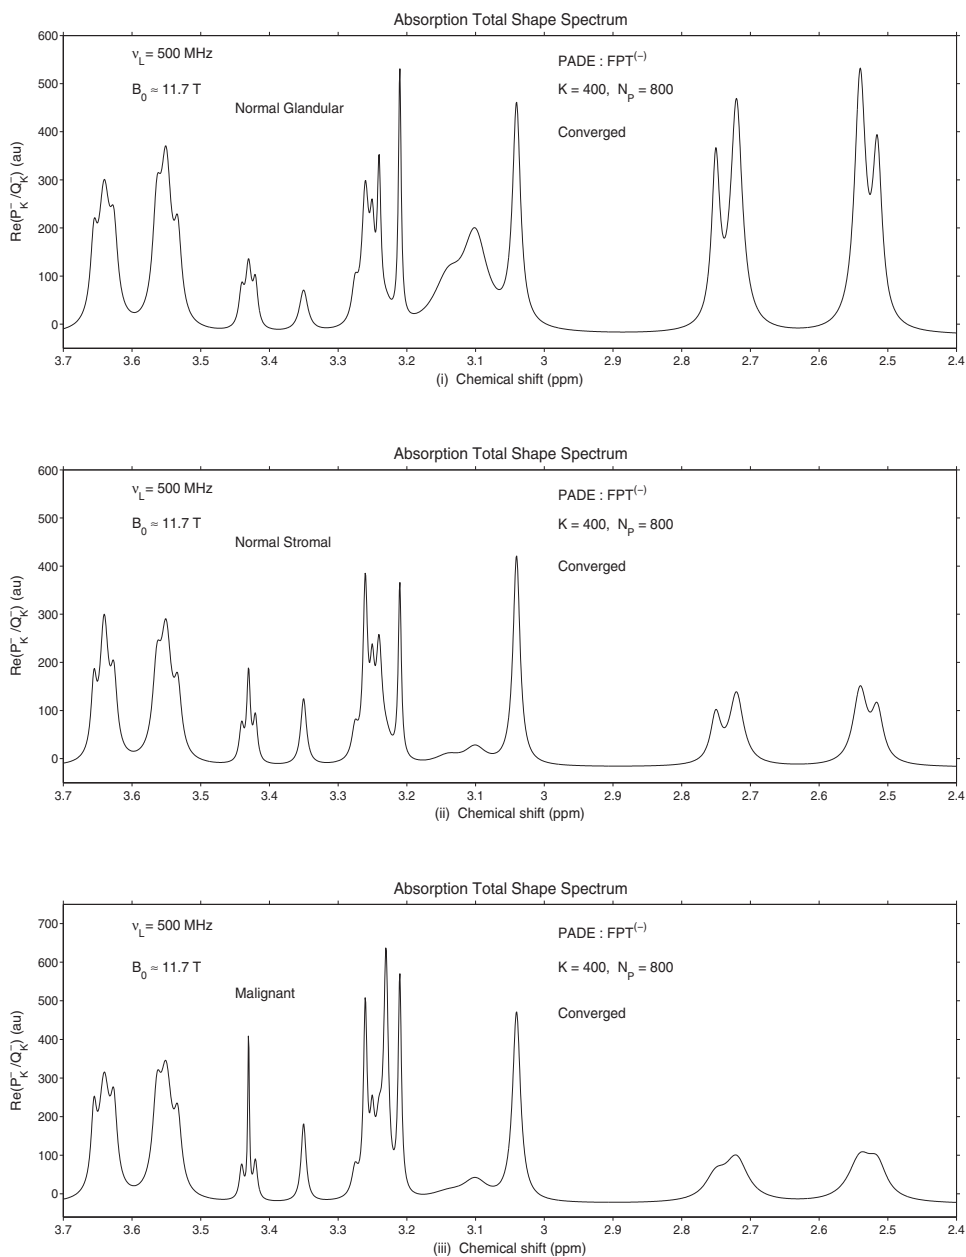 Absorption Total Shape Spectrum
600
500
400
300
200
100
0
Re(P_K^- /Q_K^-) (au)
ν_L = 500 MHz
B_0 ≈ 11.7 T
Normal Glandular
PADE : FPT^(−)
K = 400, N_P = 800
Converged
3.7 3.6 3.5 3.4 3.3 3.2 3.1 3 2.9 2.8 2.7 2.6 2.5 2.4
(i) Chemical shift (ppm)
Absorption Total Shape Spectrum
600
500
400
300
200
100
0
Re(P_K^- /Q_K^-) (au)
ν_L = 500 MHz
B_0 ≈ 11.7 T
Normal Stromal
PADE : FPT^(−)
K = 400, N_P = 800
Converged
3.7 3.6 3.5 3.4 3.3 3.2 3.1 3 2.9 2.8 2.7 2.6 2.5 2.4
(ii) Chemical shift (ppm)
Absorption Total Shape Spectrum
700
600
500
400
300
200
100
0
Re(P_K^- /Q_K^-) (au)
ν_L = 500 MHz
B_0 ≈ 11.7 T
Malignant
PADE : FPT^(−)
K = 400, N_P = 800
Converged
3.7 3.6 3.5 3.4 3.3 3.2 3.1 3 2.9 2.8 2.7 2.6 2.5 2.4
(iii) Chemical shift (ppm)